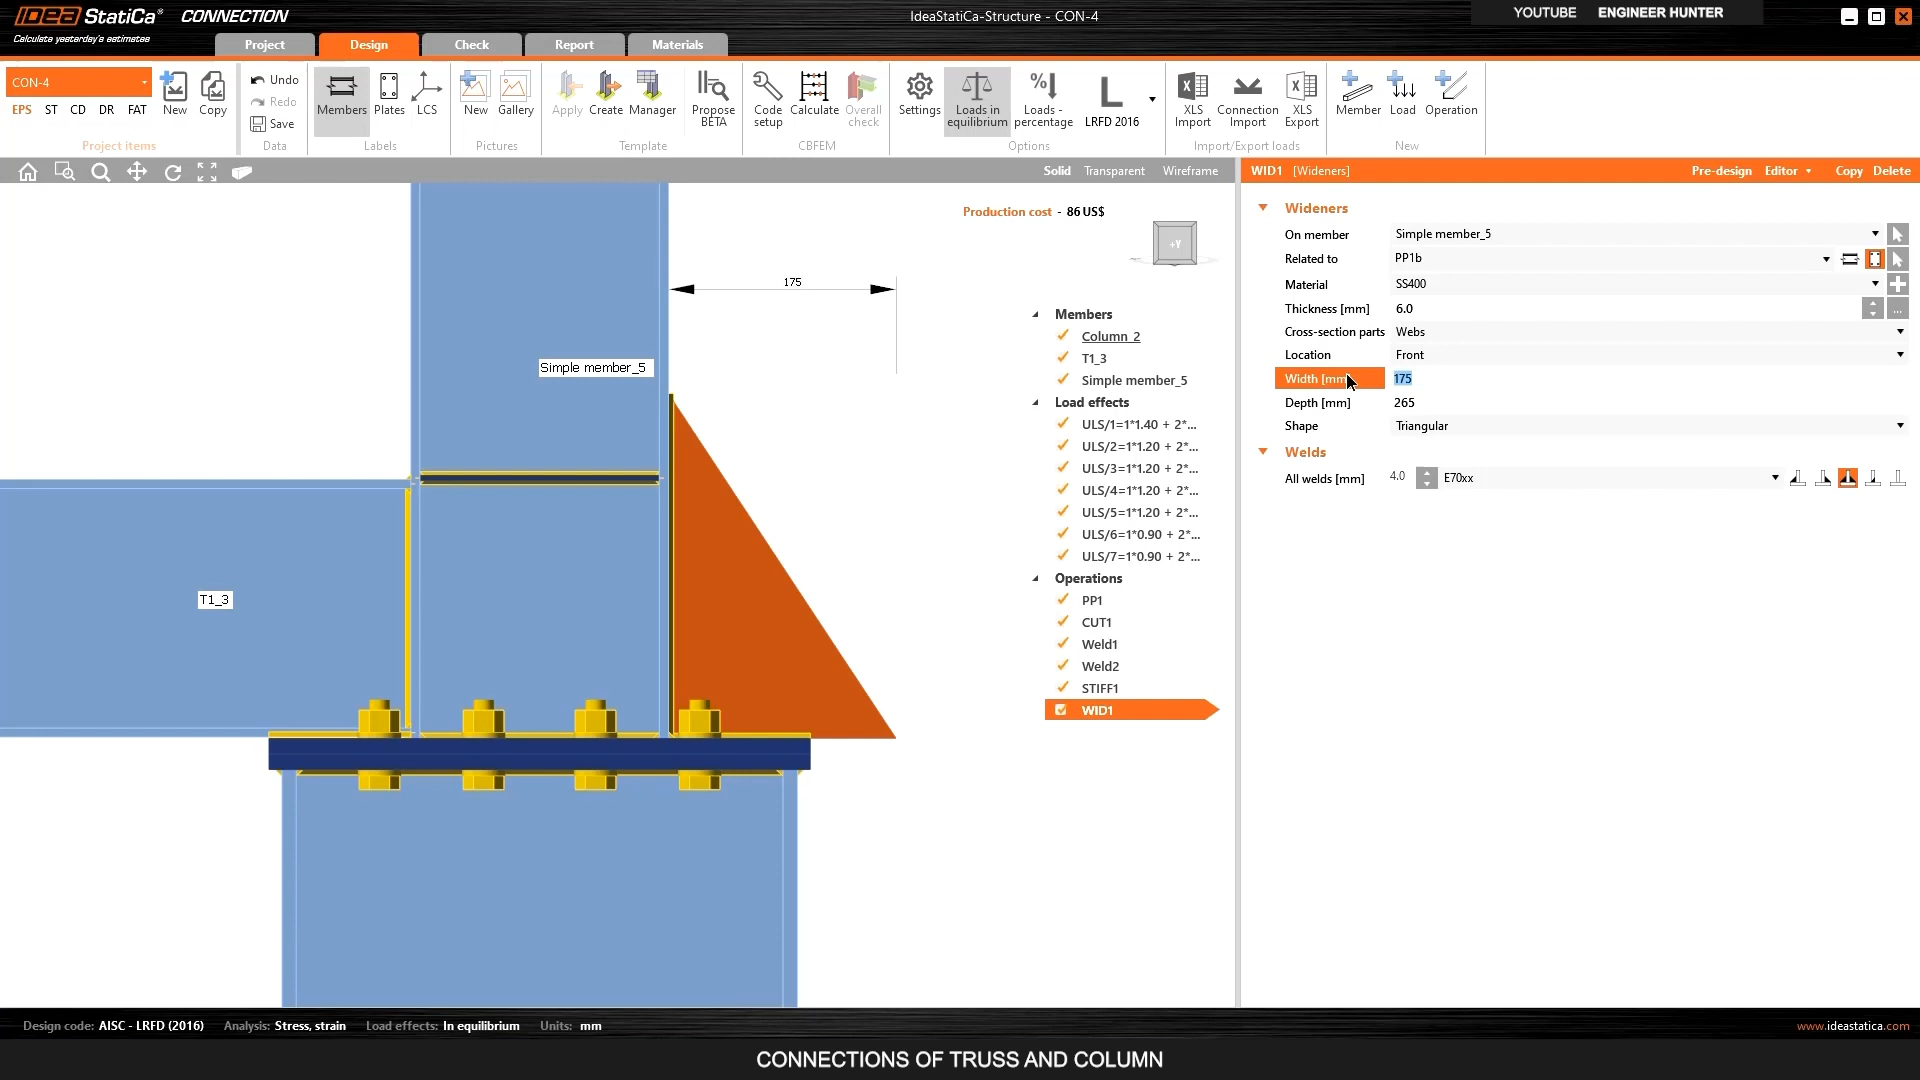 IDEA StatiCa® CONNECTION
Calculate yesterday's estimates
IdeaStatiCa-Structure - CON-4
YOUTUBE ENGINEER HUNTER
Project Design Check Report Materials
CON-4
EPS ST CD DR FAT
New Copy
Project items
Undo
Redo
Save
Data
Members Plates LCS
Labels
New Gallery
Pictures
Apply Create Manager
Propose
BETA
Template
Code
setup
Calculate
Overall
check
CBFEM
Settings
Loads in
equilibrium
Loads -
percentage
LRFD 2016
Options
XLS
Import
Connection
Import
XLS
Export
Import/Export loads
Member Load Operation
New
Solid Transparent Wireframe
WID1 [Wideners] Pre-design Editor Copy Delete
Production cost - 86 US$
+Y
175
Simple member_5
T1_3
Members
Column_2
T1_3
Simple member_5
Load effects
ULS/1=1*1.40 + 2*...
ULS/2=1*1.20 + 2*...
ULS/3=1*1.20 + 2*...
ULS/4=1*1.20 + 2*...
ULS/5=1*1.20 + 2*...
ULS/6=1*0.90 + 2*...
ULS/7=1*0.90 + 2*...
Operations
PP1
CUT1
Weld1
Weld2
STIFF1
WID1
Wideners
On member Simple member_5
Related to PP1b
Material SS400
Thickness [mm] 6.0 ...
Cross-section parts Webs
Location Front
Width [mm] 175
Depth [mm] 265
Shape Triangular
Welds
All welds [mm] 4.0 E70xx
Design code: AISC - LRFD (2016) Analysis: Stress, strain Load effects: In equilibrium Units: mm www.ideastatica.com
CONNECTIONS OF TRUSS AND COLUMN